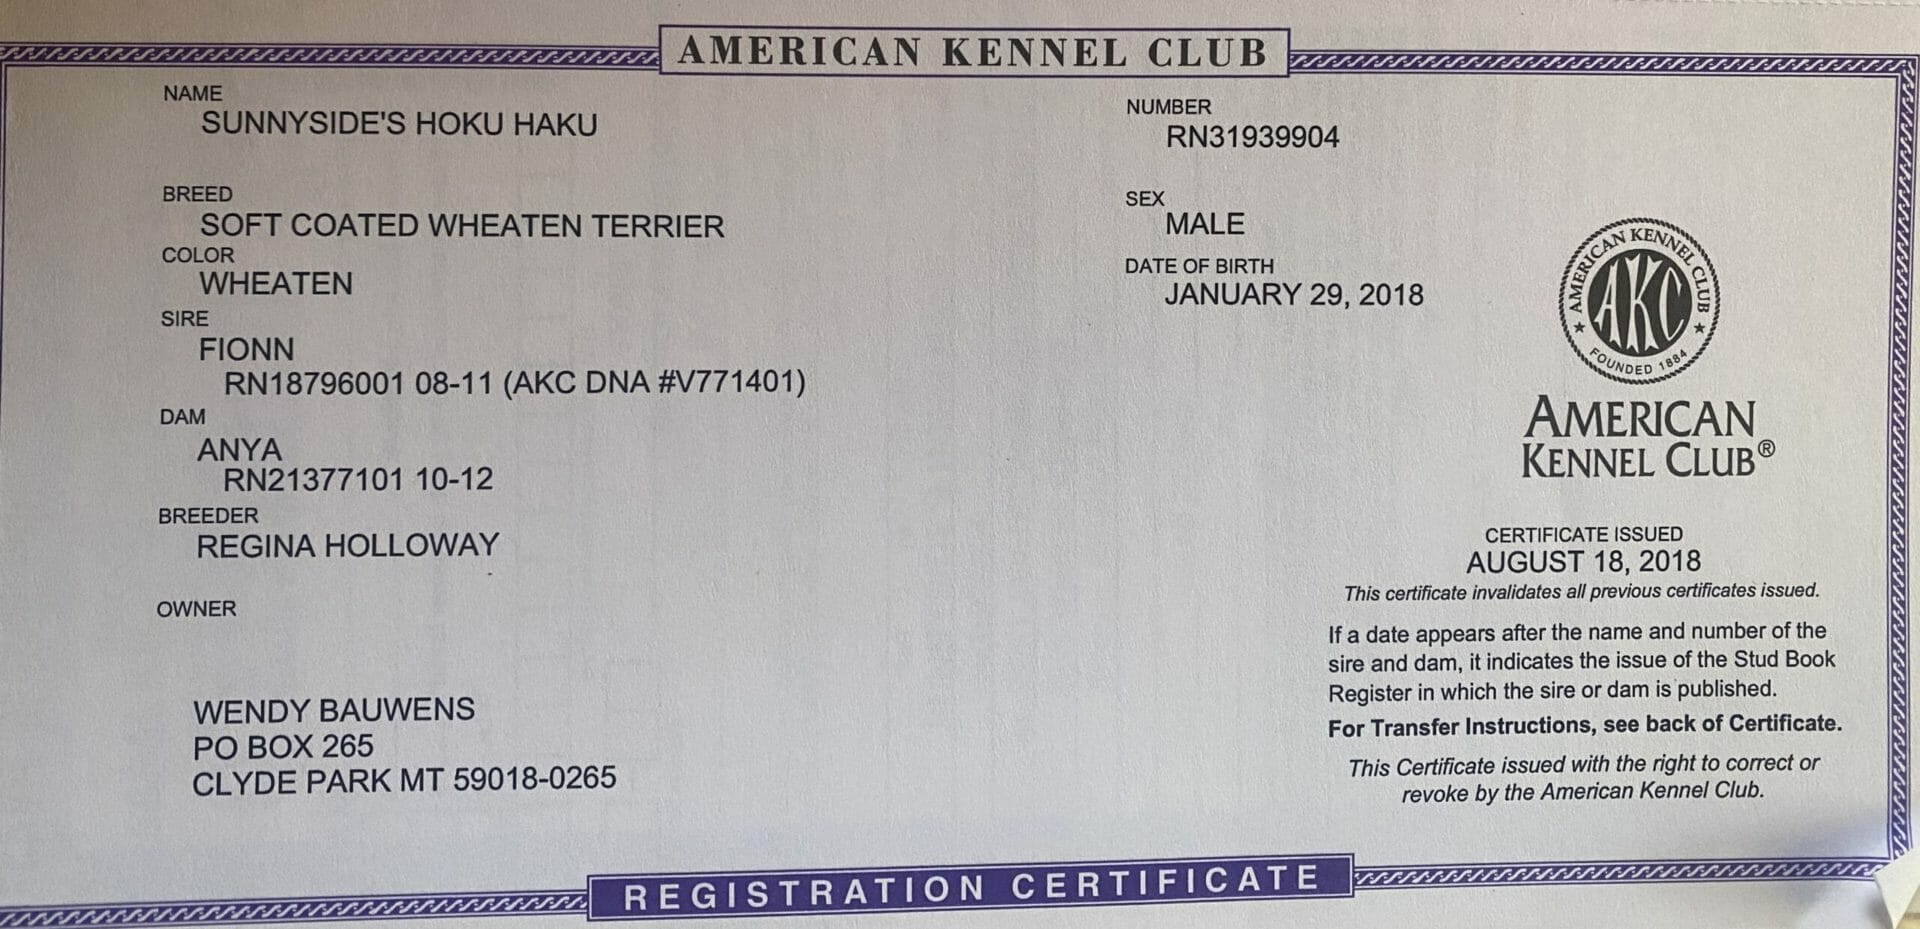 AMERICAN KENNEL CLUB
NAME
SUNNYSIDE'S HOKU HAKU
BREED
SOFT COATED WHEATEN TERRIER
COLOR
WHEATEN
SIRE
FIONN
RN18796001 08-11 (AKC DNA #V771401)
DAM
ANYA
RN21377101 10-12
BREEDER
REGINA HOLLOWAY
OWNER
WENDY BAUWENS
PO BOX 265
CLYDE PARK MT 59018-0265
NUMBER
RN31939904
SEX
MALE
DATE OF BIRTH
JANUARY 29, 2018
AMERICAN KENNEL CLUB
AKC
FOUNDED 1884
AMERICAN
KENNEL CLUB®
CERTIFICATE ISSUED
AUGUST 18, 2018
This certificate invalidates all previous certificates issued.
If a date appears after the name and number of the
sire and dam, it indicates the issue of the Stud Book
Register in which the sire or dam is published.
For Transfer Instructions, see back of Certificate.
This Certificate issued with the right to correct or
revoke by the American Kennel Club.
REGISTRATION CERTIFICATE